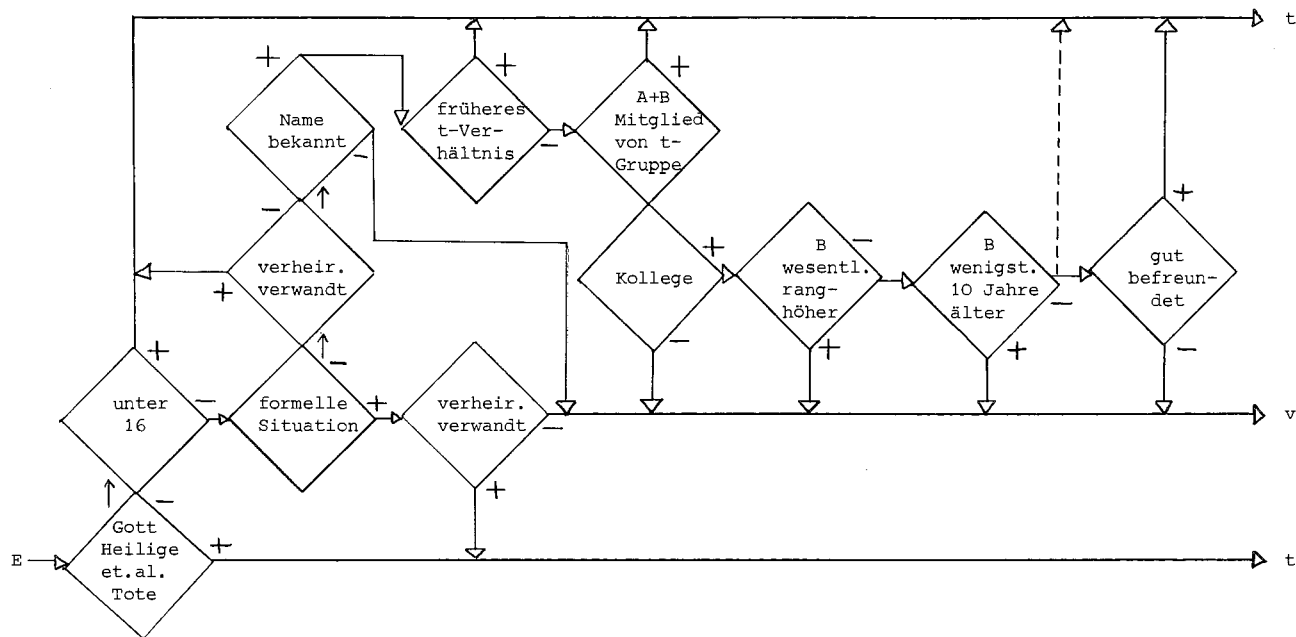 t
Name
bekannt
früheres
t-Ver-
hältnis
A+B
Mitglied
von t-
Gruppe
verheir.
verwandt
Kollege
B
wesentl.
rang-
höher
B
wenigst.
10 Jahre
älter
gut
befreun-
det
unter
16
formelle
Situation
verheir.
verwandt
v
E
Gott
Heilige
et.al.
Tote
t